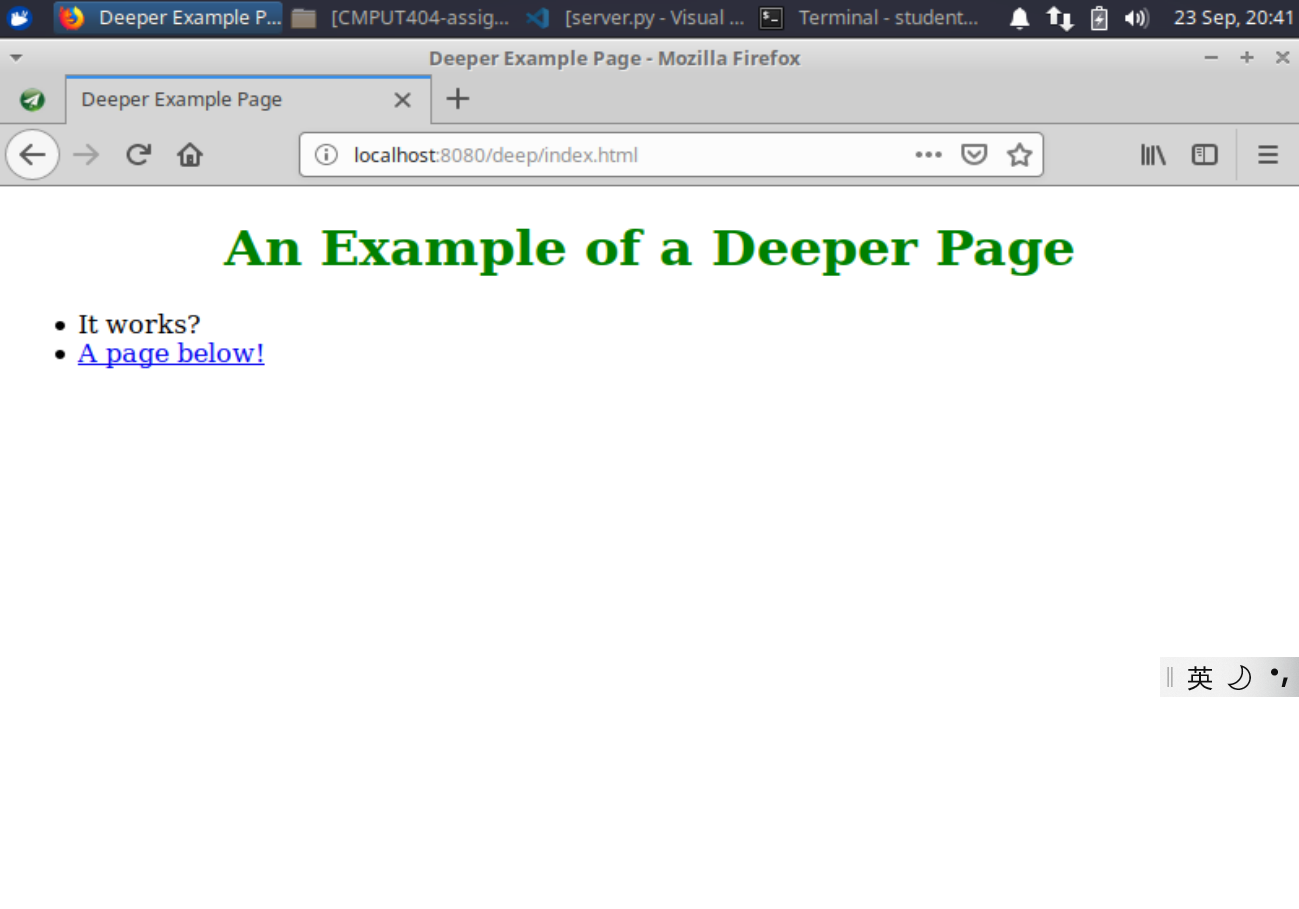 Deeper Example P... [CMPUT404-assig... [server.py - Visual ... Terminal - student... 23 Sep, 20:41
Deeper Example Page - Mozilla Firefox
Deeper Example Page
localhost:8080/deep/index.html
An Example of a Deeper Page
• It works?
• A page below!
英